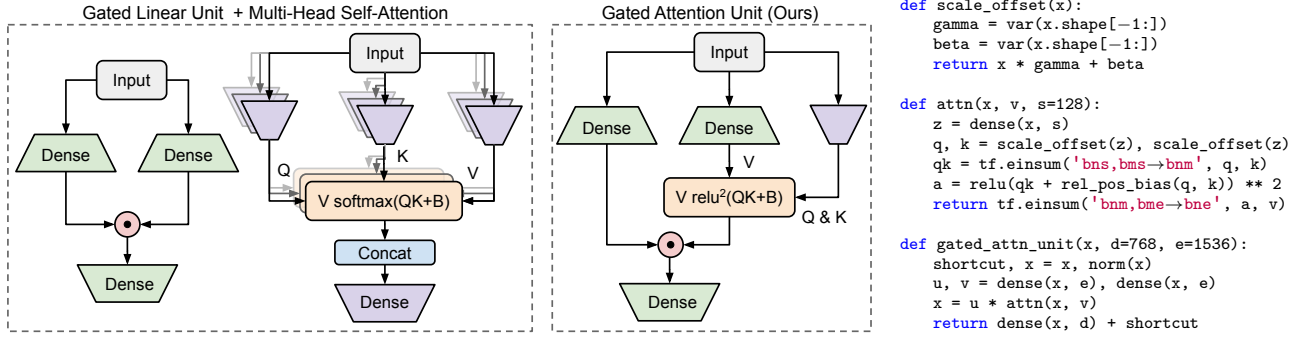 Gated Linear Unit + Multi-Head Self-Attention
Input
Dense
Dense
Dense
Input
Q
K
V
V softmax(QK+B)
Concat
Dense
Gated Attention Unit (Ours)
Input
Dense
Dense
V
V relu²(QK+B)
Q & K
Dense
def scale_offset(x):
gamma = var(x.shape[−1:])
beta = var(x.shape[−1:])
return x * gamma + beta
def attn(x, v, s=128):
z = dense(x, s)
q, k = scale_offset(z), scale_offset(z)
qk = tf.einsum('bns,bms→bnm', q, k)
a = relu(qk + rel_pos_bias(q, k)) ** 2
return tf.einsum('bnm,bme→bne', a, v)
def gated_attn_unit(x, d=768, e=1536):
shortcut, x = x, norm(x)
u, v = dense(x, e), dense(x, e)
x = u * attn(x, v)
return dense(x, d) + shortcut